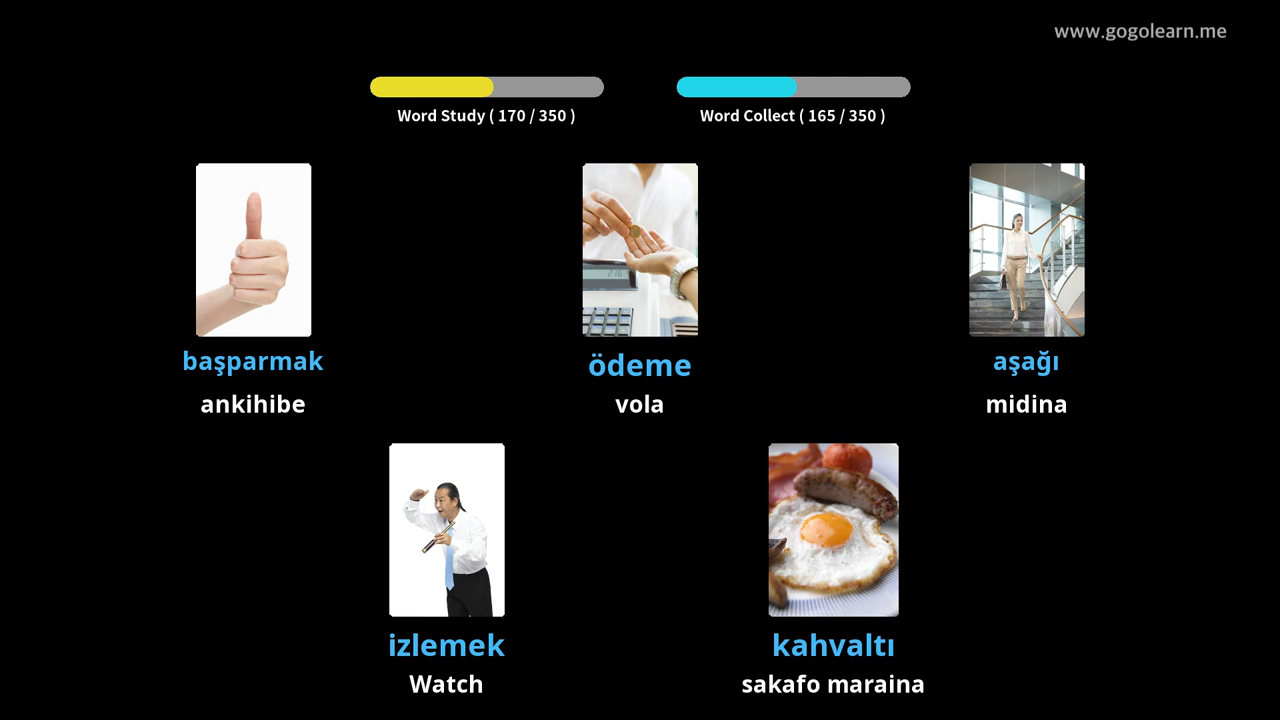 www.gogolearn.me
Word Study ( 170 / 350 )
Word Collect ( 165 / 350 )
başparmak
ankihibe
ödeme
vola
aşağı
midina
izlemek
Watch
kahvaltı
sakafo maraina